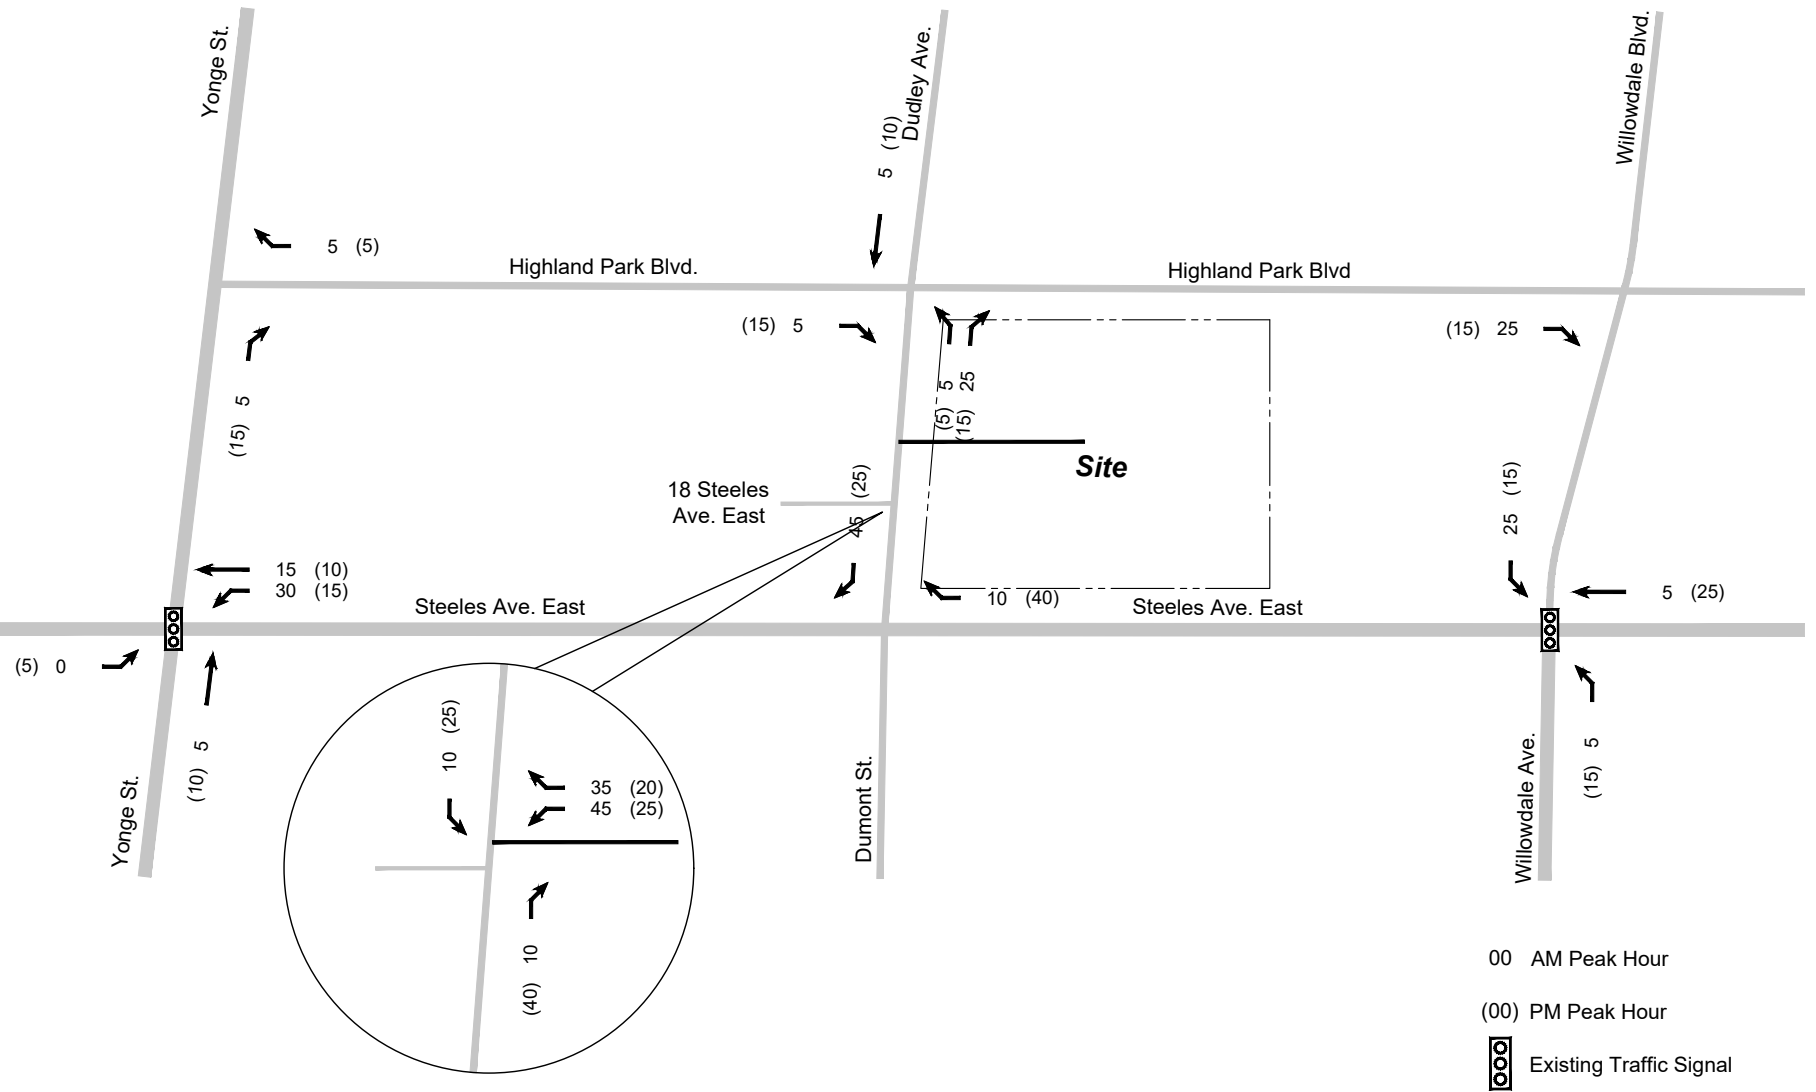 Yonge St.
Dudley Ave.
Willowdale Blvd.
5 (10)
5 (5)
Highland Park Blvd.
Highland Park Blvd
(15) 5
(15) 25
(15) 5
(5) 5
(15) 25
Site
18 Steeles
Ave. East
45 (25)
25 (15)
15 (10)
30 (15)
Steeles Ave. East
10 (40)
Steeles Ave. East
5 (25)
(5) 0
(10) 5
Yonge St.
10 (25)
35 (20)
45 (25)
(40) 10
Dumont St.
(15) 5
Willowdale Ave.
00 AM Peak Hour
(00) PM Peak Hour
Existing Traffic Signal